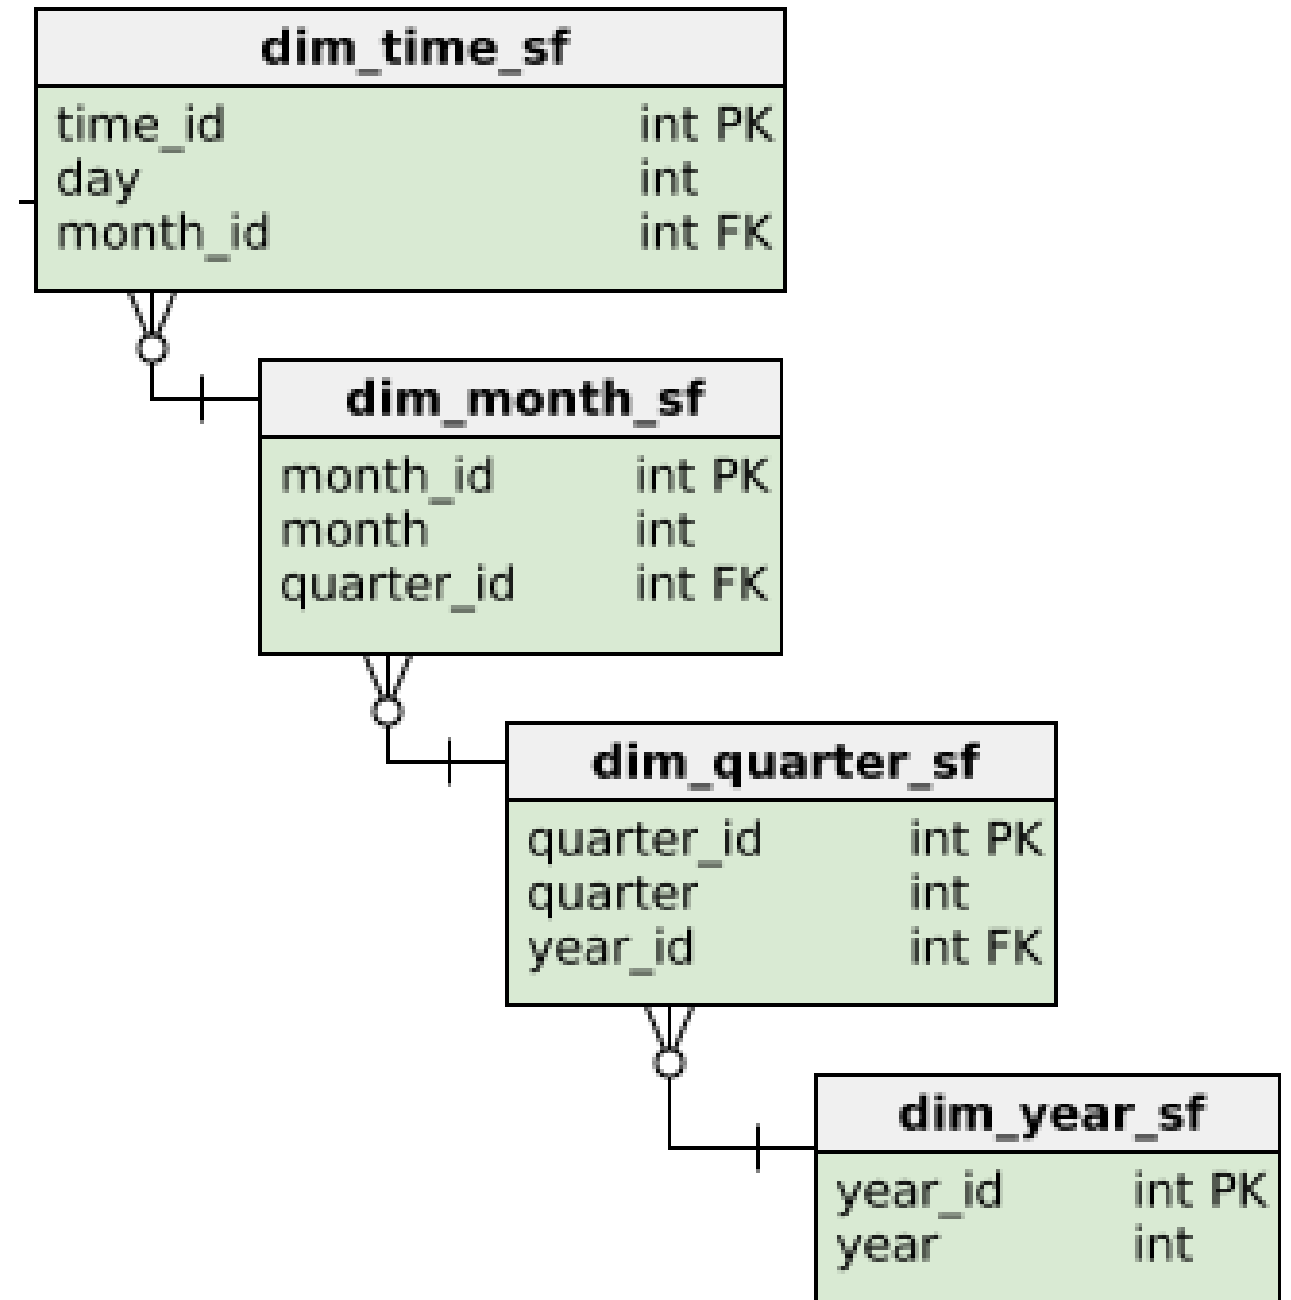 dim_time_sf
time_id int PK
day int
month_id int FK
dim_month_sf
month_id int PK
month int
quarter_id int FK
dim_quarter_sf
quarter_id int PK
quarter int
year_id int FK
dim_year_sf
year_id int PK
year int